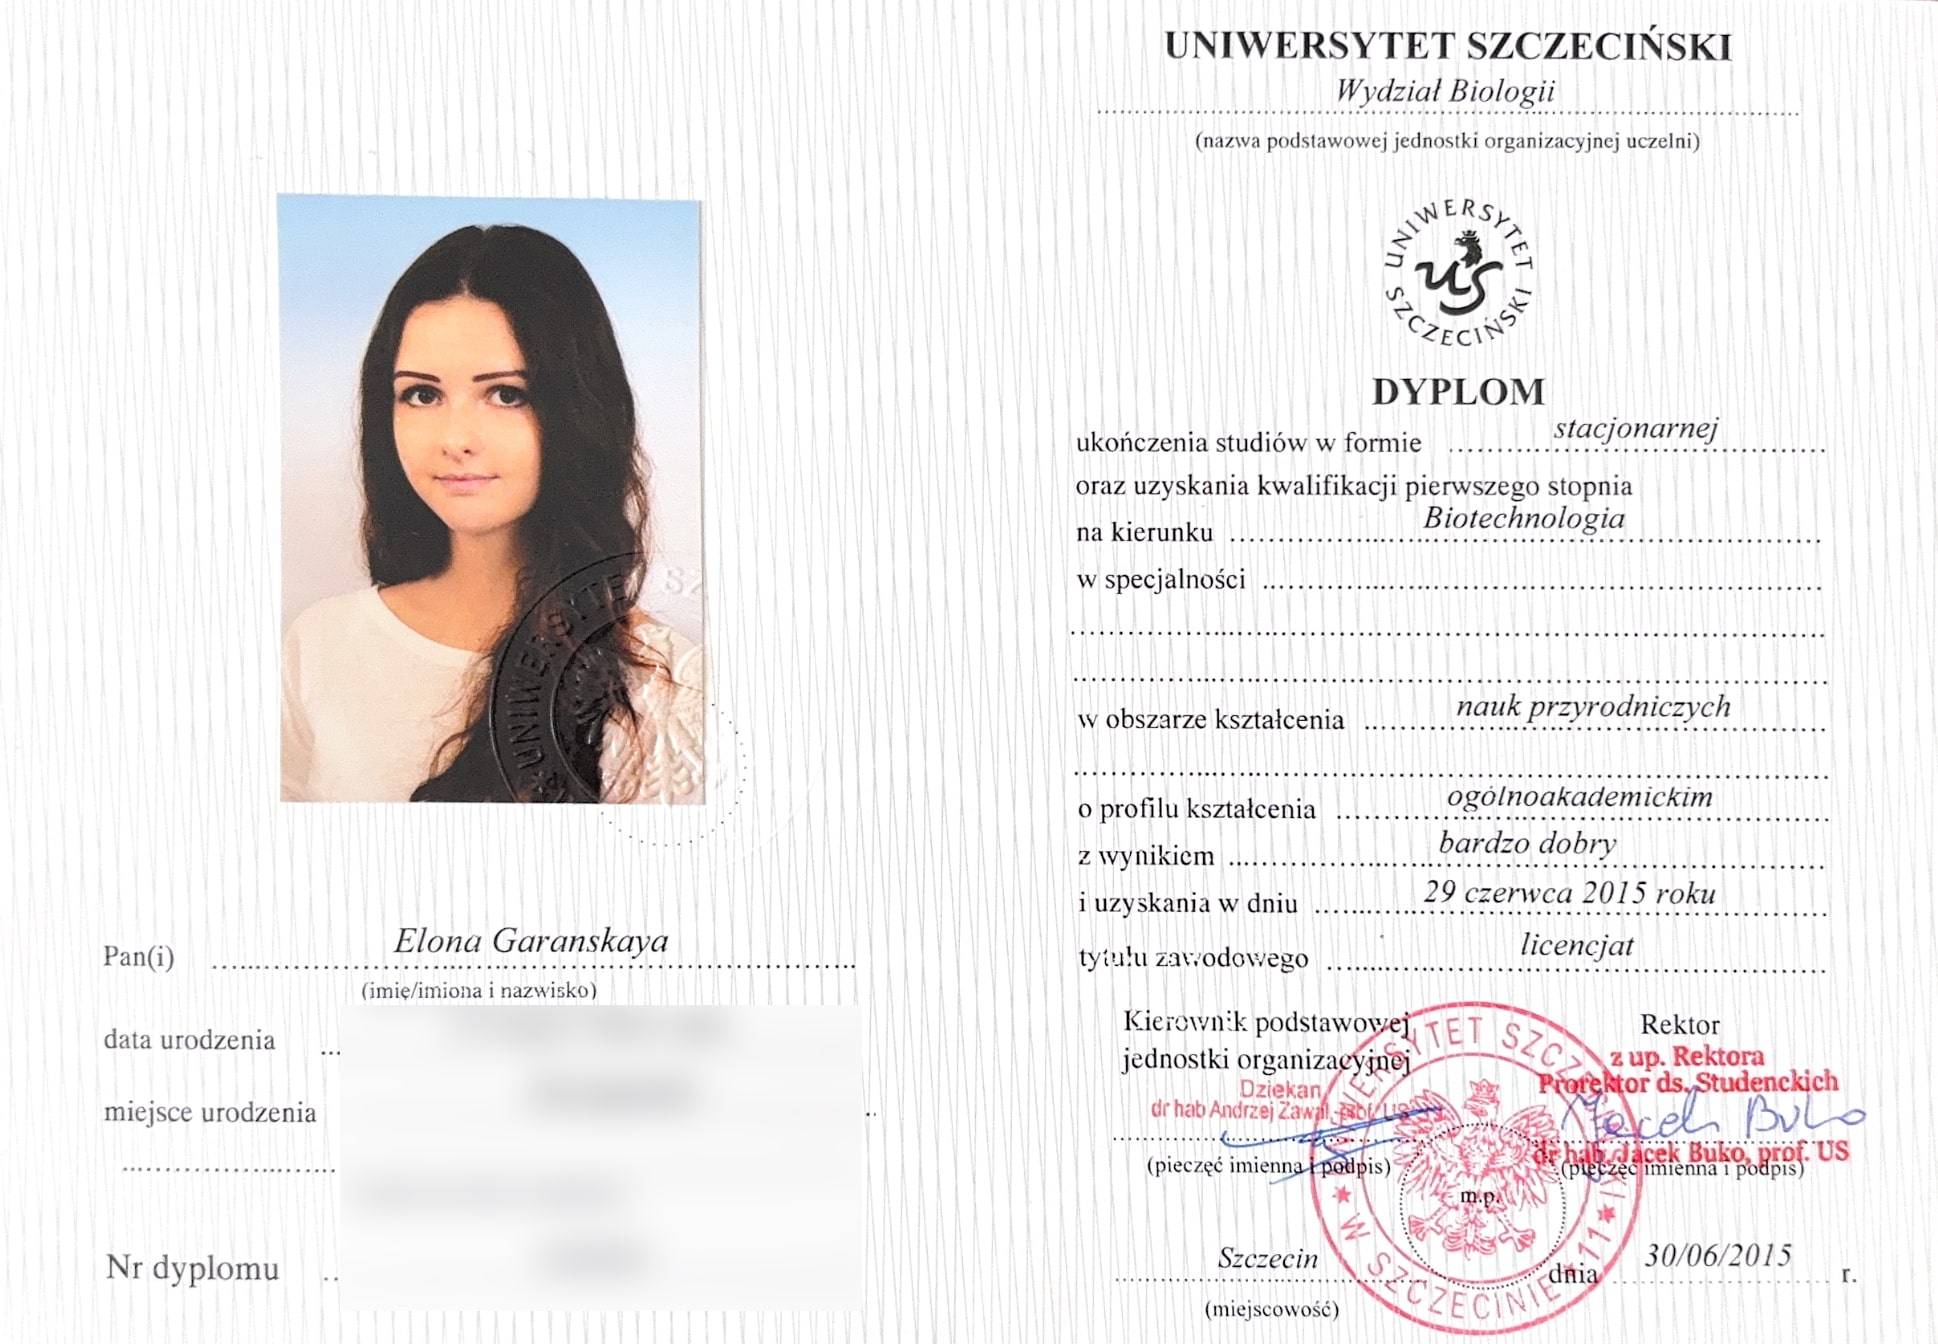 Pan(i) Elona Garanskaya
(imię/imiona i nazwisko)
data urodzenia
miejsce urodzenia
Nr dyplomu
UNIWERSYTET SZ
UNIWERSYTET SZCZECIŃSKI
Wydział Biologii
(nazwa podstawowej jednostki organizacyjnej uczelni)
UNIWERSYTET SZCZECIŃSKI
US
DYPLOM
ukończenia studiów w formie stacjonarnej
oraz uzyskania kwalifikacji pierwszego stopnia
na kierunku Biotechnologia
w specjalności
w obszarze kształcenia nauk przyrodniczych
o profilu kształcenia ogólnoakademickim
z wynikiem bardzo dobry
i uzyskania w dniu 29 czerwca 2015 roku
tytułu zawodowego licencjat
Kierownik podstawowej
jednostki organizacyjnej
Dziekan
dr hab Andrzej Zawal, prof. US
(pieczęć imienna i podpis)
Rektor
z up. Rektora
Prorektor ds. Studenckich
Jacek Buko
dr hab. Jacek Buko, prof. US
(pieczęć imienna i podpis)
UNIWERSYTET SZCZECIŃSKI 11 W SZCZECINIE
m.p.
Szczecin
(miejscowość)
dnia 30/06/2015 r.